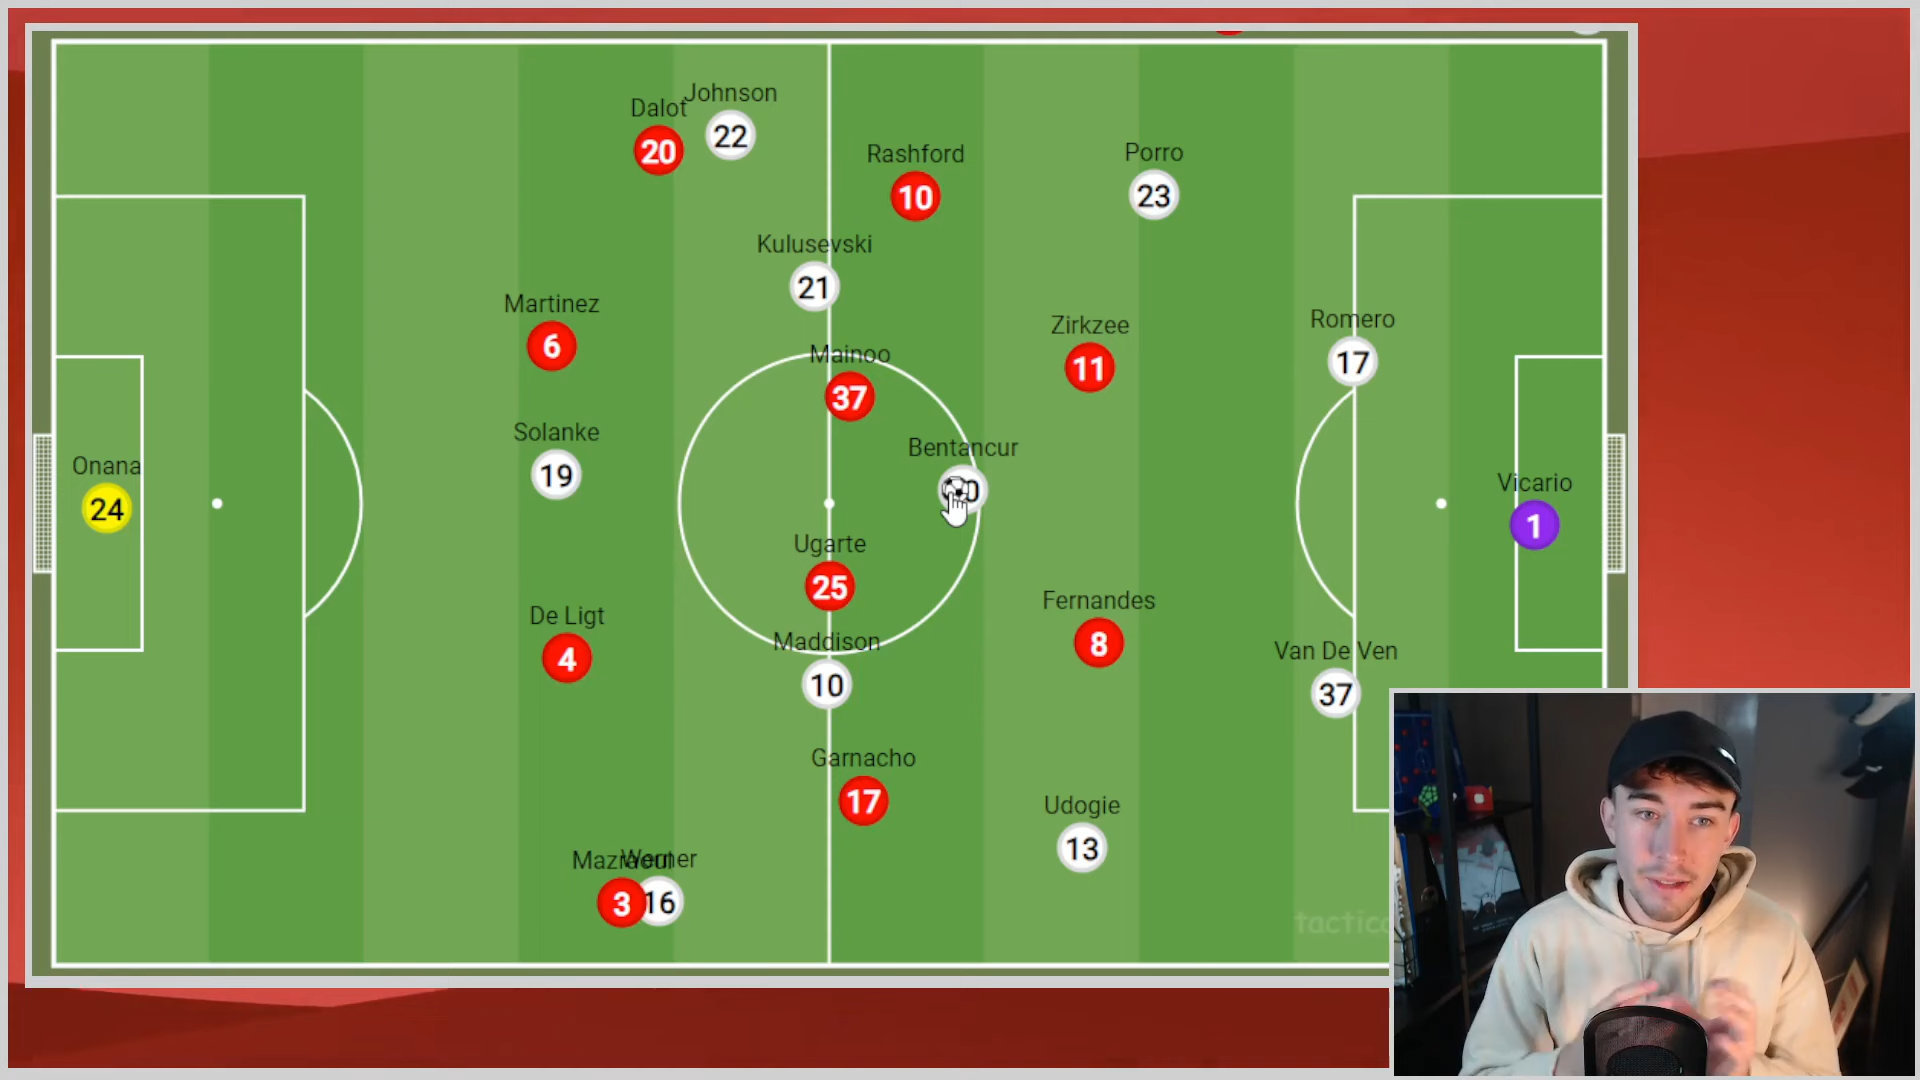 Johnson
Dalot
22
20
Rashford
10
Porro
23
Kulusevski
21
Martinez
6
Zirkzee
11
Romero
17
Mainoo
37
Solanke
19
Bentancur
Onana
24
Vicario
1
Ugarte
25
De Ligt
4
Fernandes
8
Maddison
10
Van De Ven
37
Garnacho
17
Udogie
13
Werner
3
16